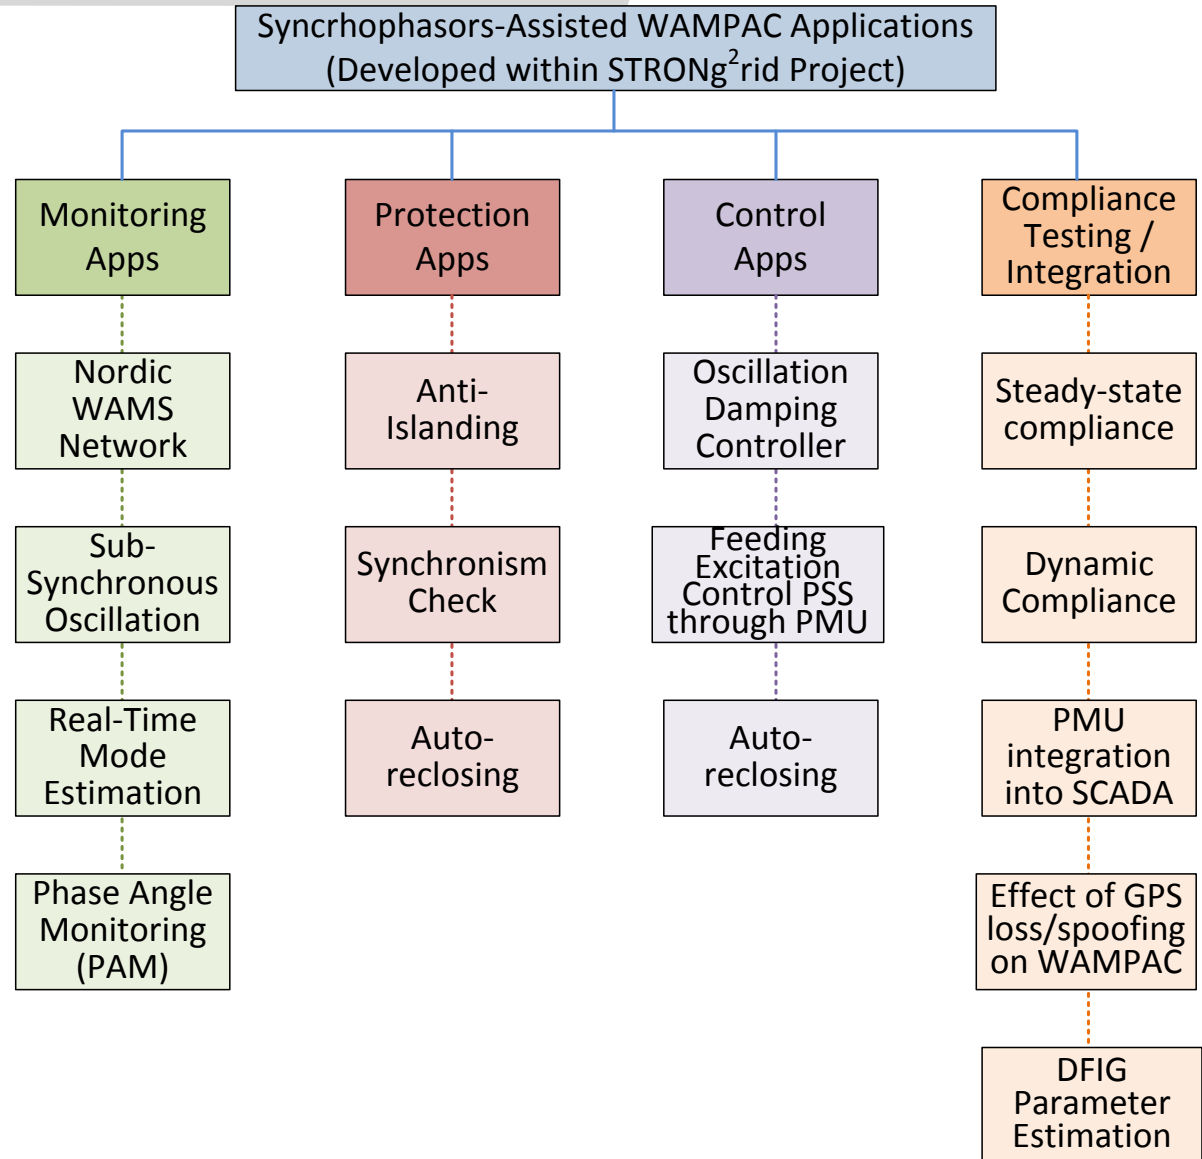 Syncrhophasors-Assisted WAMPAC Applications
(Developed within STRONg²rid Project)
Monitoring
Apps
Nordic
WAMS
Network
Sub-
Synchronous
Oscillation
Real-Time
Mode
Estimation
Phase Angle
Monitoring
(PAM)
Protection
Apps
Anti-
Islanding
Synchronism
Check
Auto-
reclosing
Control
Apps
Oscillation
Damping
Controller
Feeding
Excitation
Control PSS
through PMU
Auto-
reclosing
Compliance
Testing /
Integration
Steady-state
compliance
Dynamic
Compliance
PMU
integration
into SCADA
Effect of GPS
loss/spoofing
on WAMPAC
DFIG
Parameter
Estimation